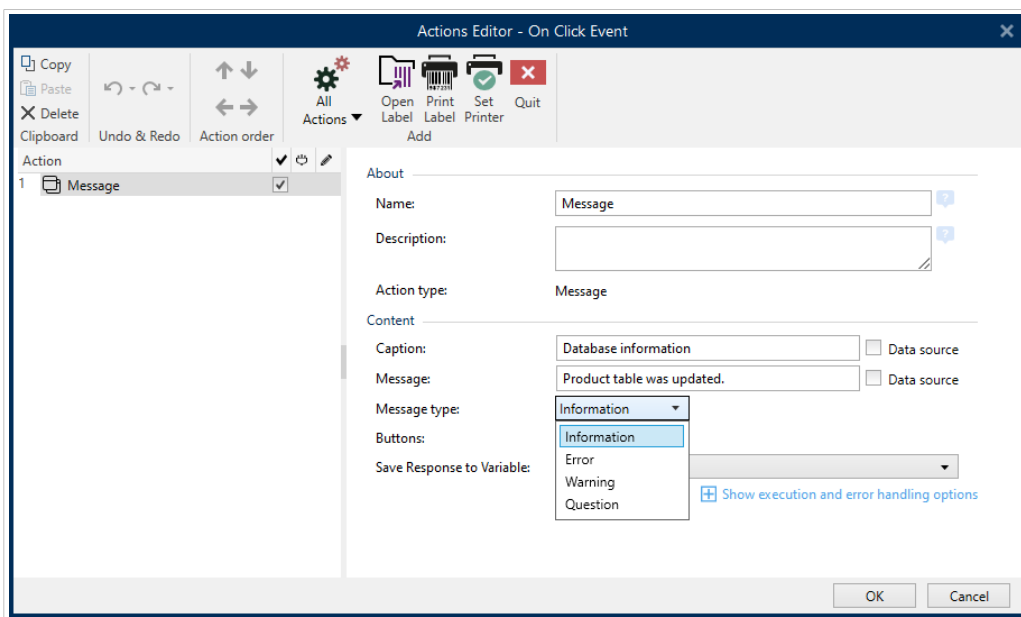 Actions Editor - On Click Event
Copy
Paste
Delete
Clipboard
Undo & Redo
Action order
All
Actions
Open
Label
Print
Label
Set
Printer
Quit
Add
Action
1 Message
About
Name: Message
Description:
Action type: Message
Content
Caption: Database information Data source
Message: Product table was updated. Data source
Message type: Information
Buttons:
Information
Error
Save Response to Variable:
Warning
Question
Show execution and error handling options
OK Cancel